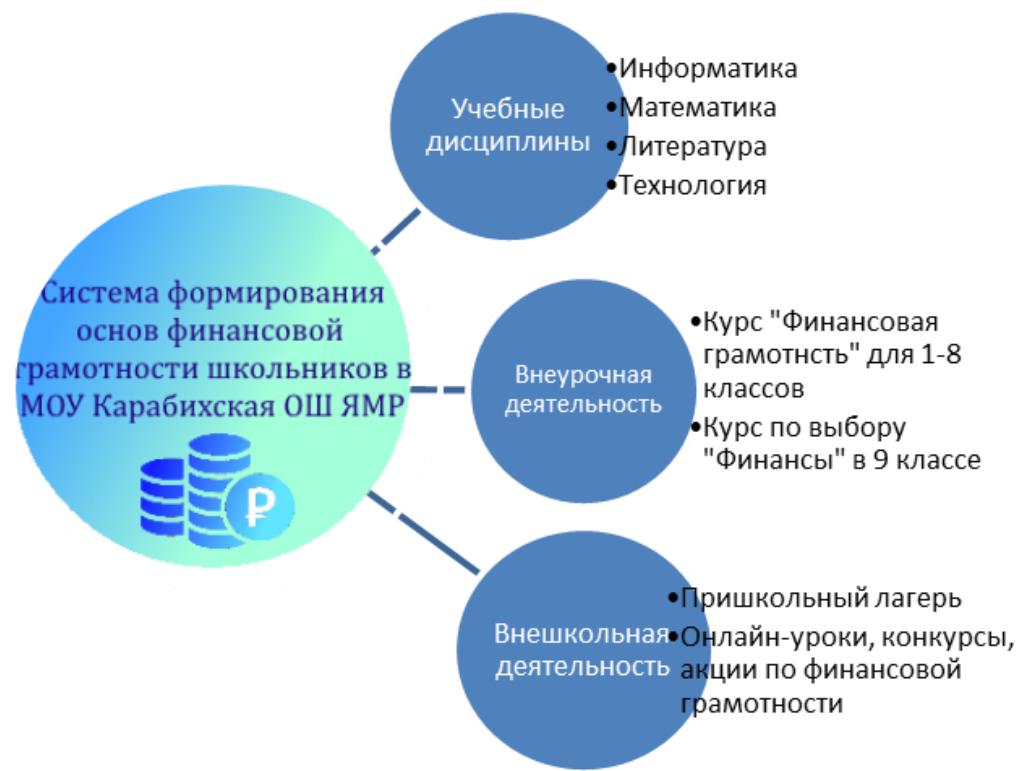 Система формирования
основ финансовой
грамотности школьников в
МОУ Карабихская ОШ ЯМР
₽
Учебные
дисциплины
•Информатика
•Математика
•Литература
•Технология
Внеурочная
деятельность
•Курс "Финансовая
грамотнсть" для 1-8
классов
•Курс по выбору
"Финансы" в 9 классе
Внешкольная
деятельность
•Пришкольный лагерь
•Онлайн-уроки, конкурсы,
акции по финансовой
грамотности